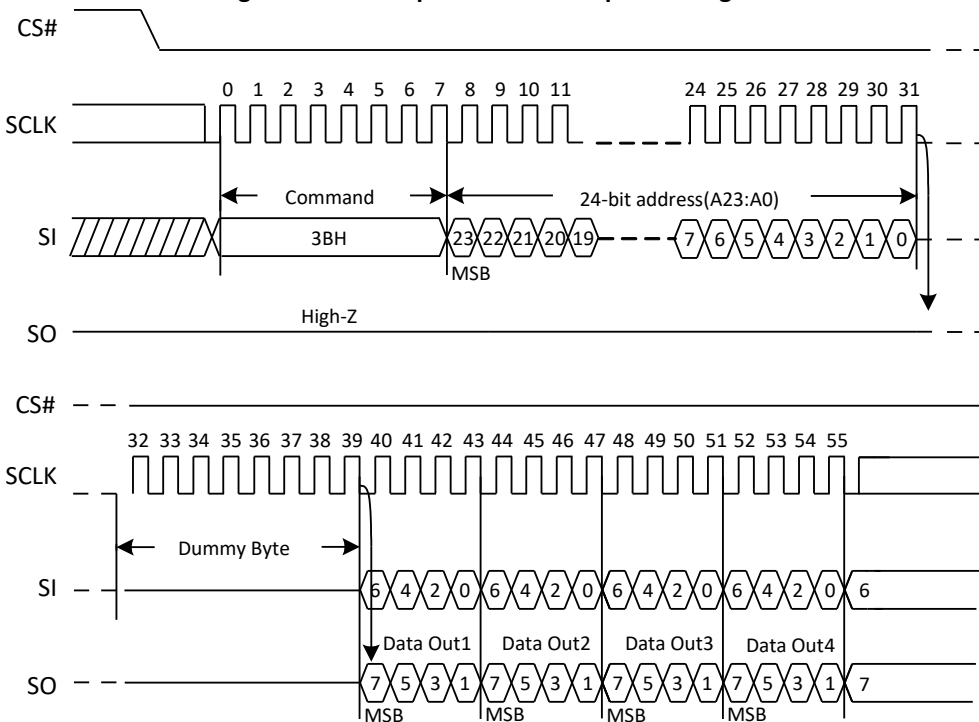 CS#
0 1 2 3 4 5 6 7 8 9 10 11 24 25 26 27 28 29 30 31
SCLK
Command 24-bit address(A23:A0)
SI 3BH 23 22 21 20 19 7 6 5 4 3 2 1 0
MSB
High-Z
SO
CS#
32 33 34 35 36 37 38 39 40 41 42 43 44 45 46 47 48 49 50 51 52 53 54 55
SCLK
Dummy Byte
SI 6 4 2 0 6 4 2 0 6 4 2 0 6 4 2 0 6
Data Out1 Data Out2 Data Out3 Data Out4
SO 7 5 3 1 7 5 3 1 7 5 3 1 7 5 3 1 7
MSB MSB MSB MSB